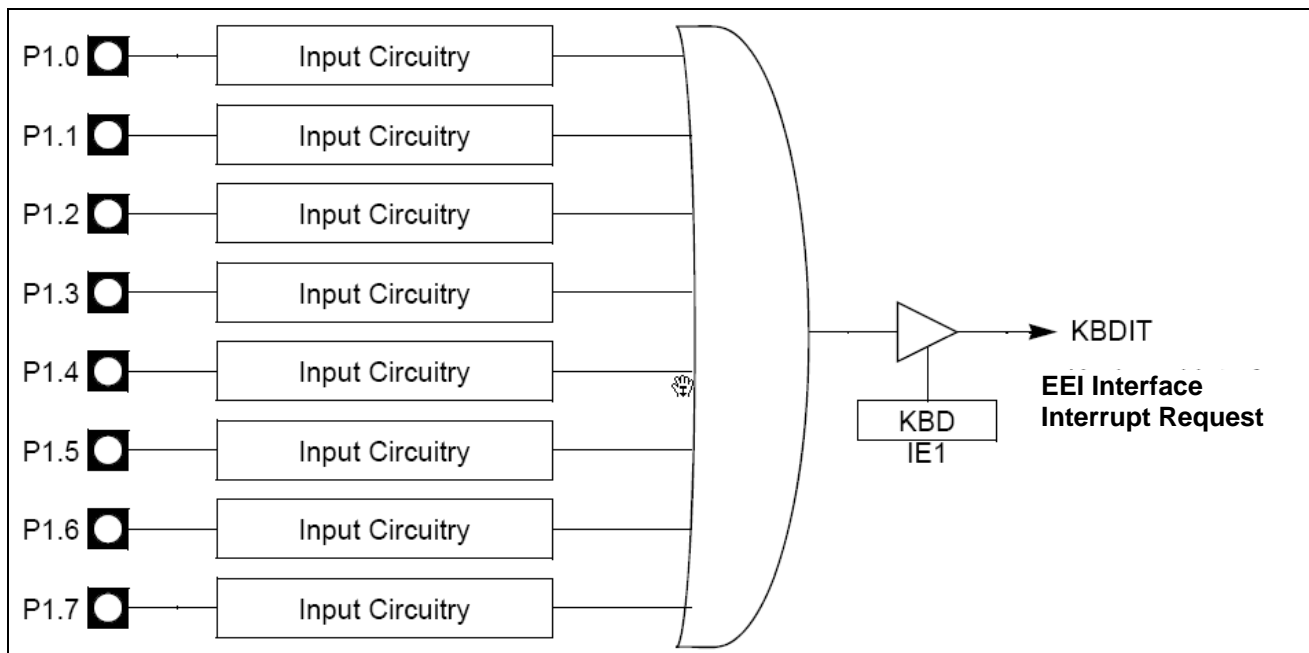 P1.0 Input Circuitry
P1.1 Input Circuitry
P1.2 Input Circuitry
P1.3 Input Circuitry
P1.4 Input Circuitry
P1.5 Input Circuitry
P1.6 Input Circuitry
P1.7 Input Circuitry
KBDIT
EEI Interface
Interrupt Request
KBD
IE1